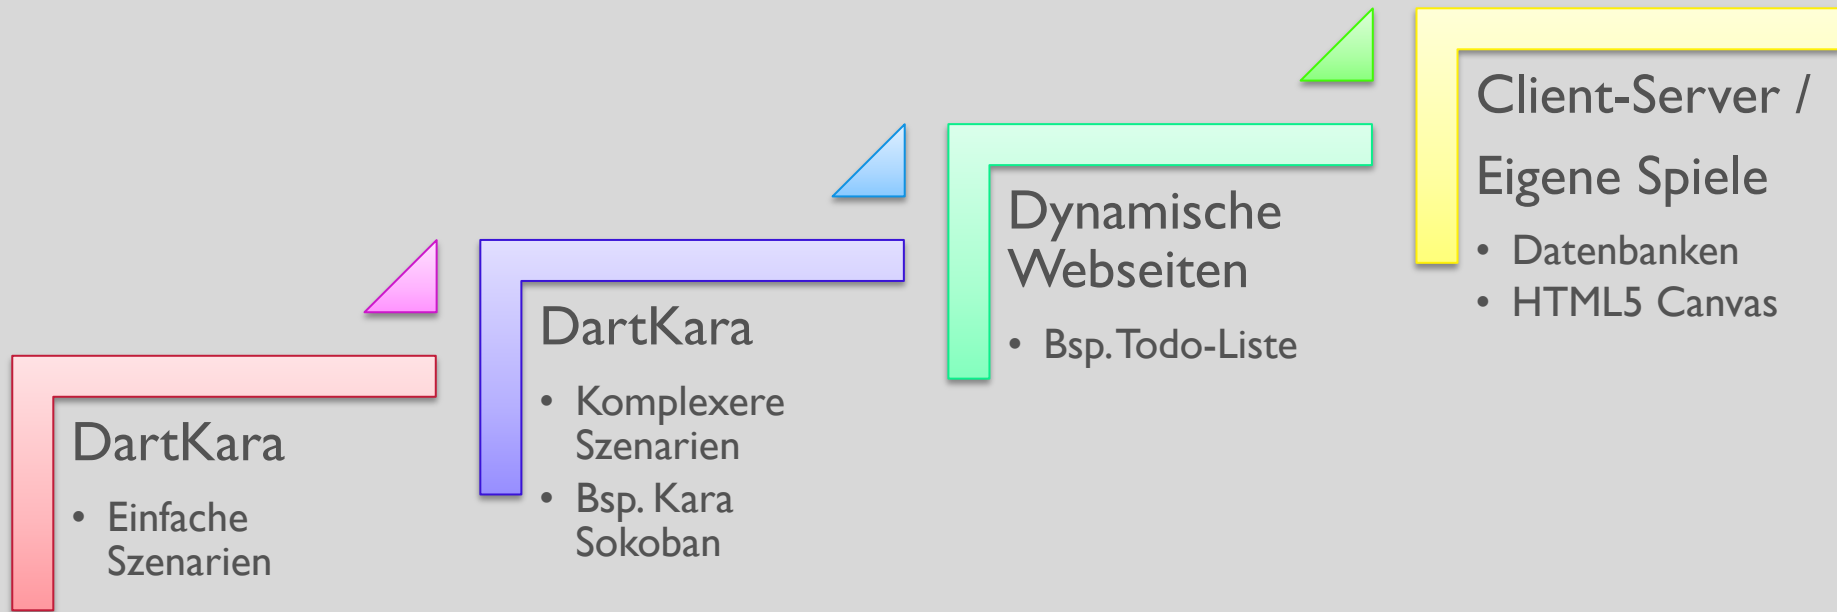 DartKara
• Einfache
Szenarien
DartKara
• Komplexere
Szenarien
• Bsp. Kara
Sokoban
Dynamische
Webseiten
• Bsp. Todo-Liste
Client-Server /
Eigene Spiele
• Datenbanken
• HTML5 Canvas